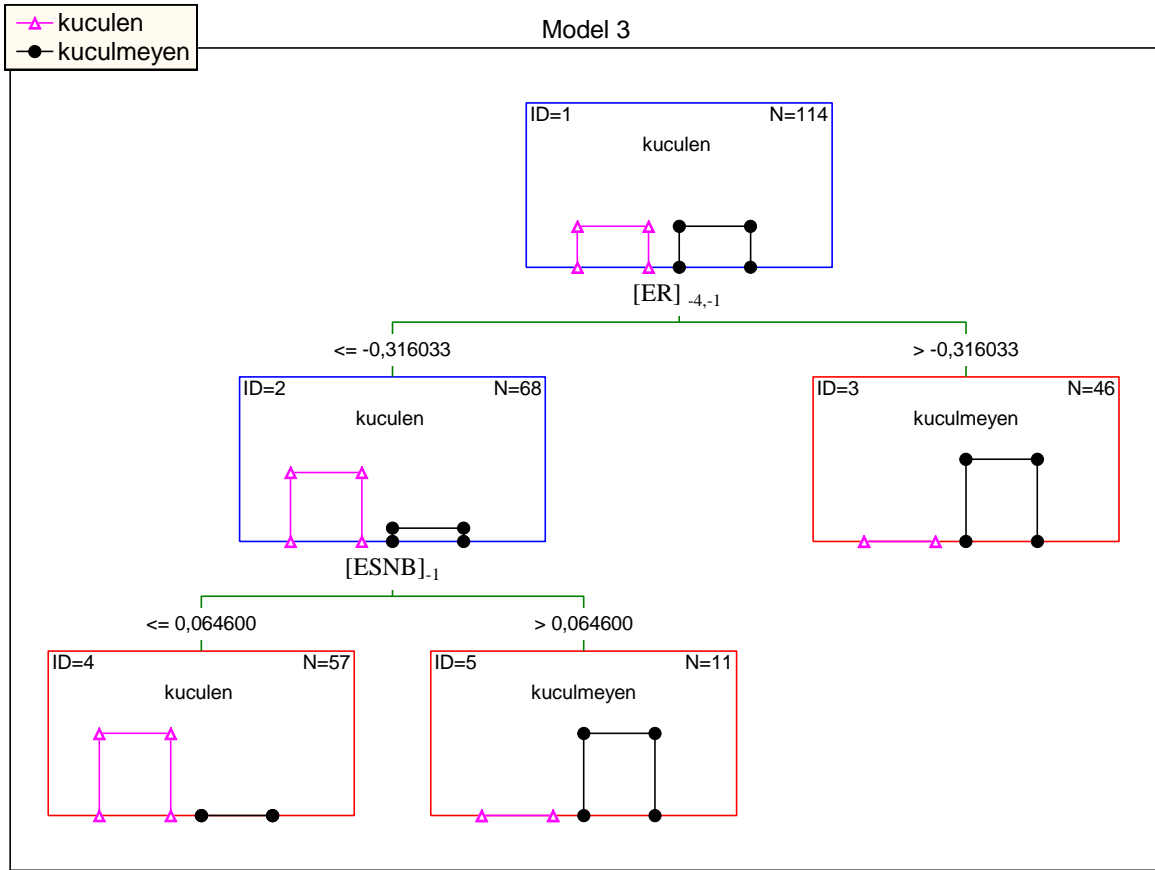 kuculen
kuculmeyen
Model 3
ID=1 N=114
kuculen
[ER] -4,-1
<= -0,316033 > -0,316033
ID=2 N=68 ID=3 N=46
kuculen kuculmeyen
[ESNB]-1
<= 0,064600 > 0,064600
ID=4 N=57 ID=5 N=11
kuculen kuculmeyen